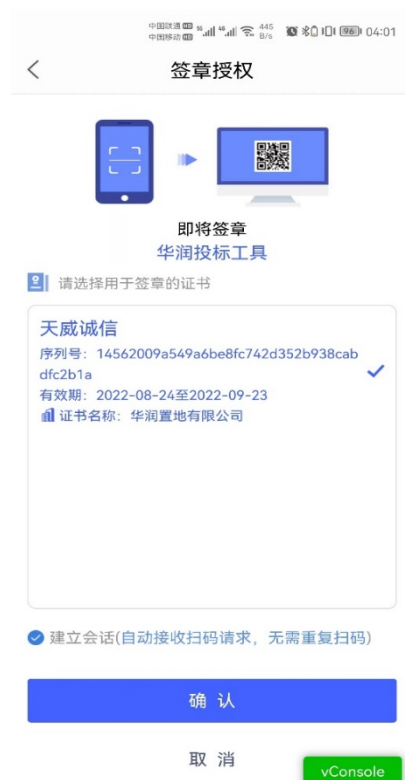 中国联通 HD 5G 4G 445 96 04:01
中国移动 HD B/s
签章授权
即将签章
华润投标工具
请选择用于签章的证书
天威诚信
序列号：14562009a549a6be8fc742d352b938cab
dfc2b1a
有效期：2022-08-24至2022-09-23
证书名称：华润置地有限公司
建立会话(自动接收扫码请求，无需重复扫码)
确 认
取 消
vConsole